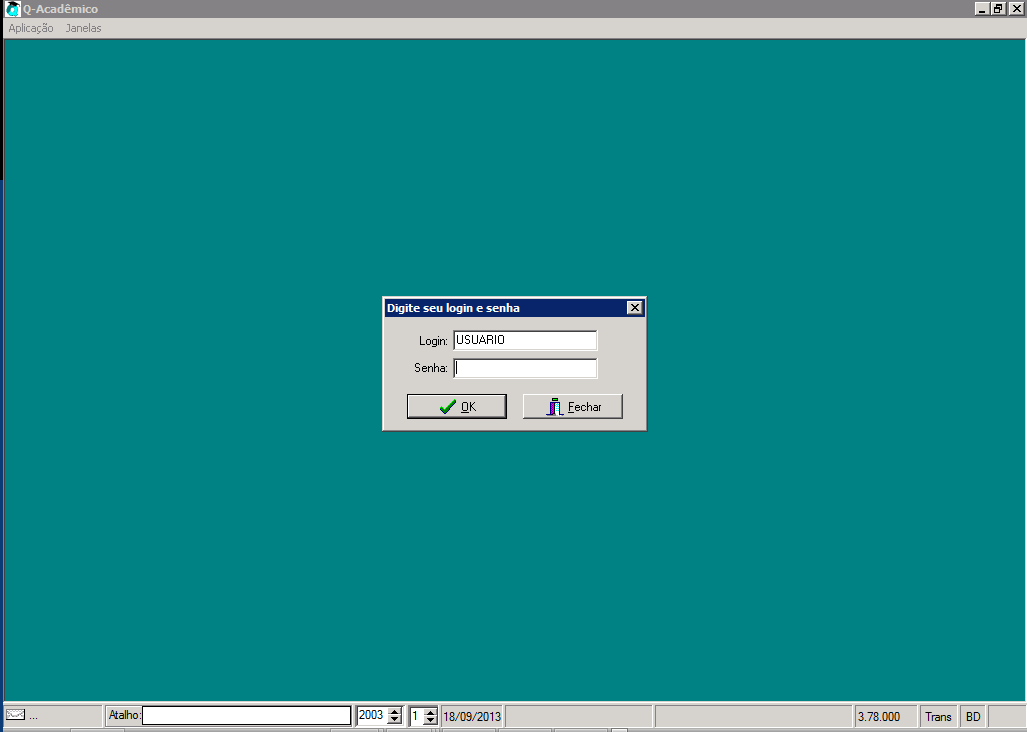 Q-Acadêmico
Aplicação Janelas
Digite seu login e senha
Login: USUARIO
Senha:
OK Fechar
... Atalho: 2003 1 18/09/2013 3.78.000 Trans BD